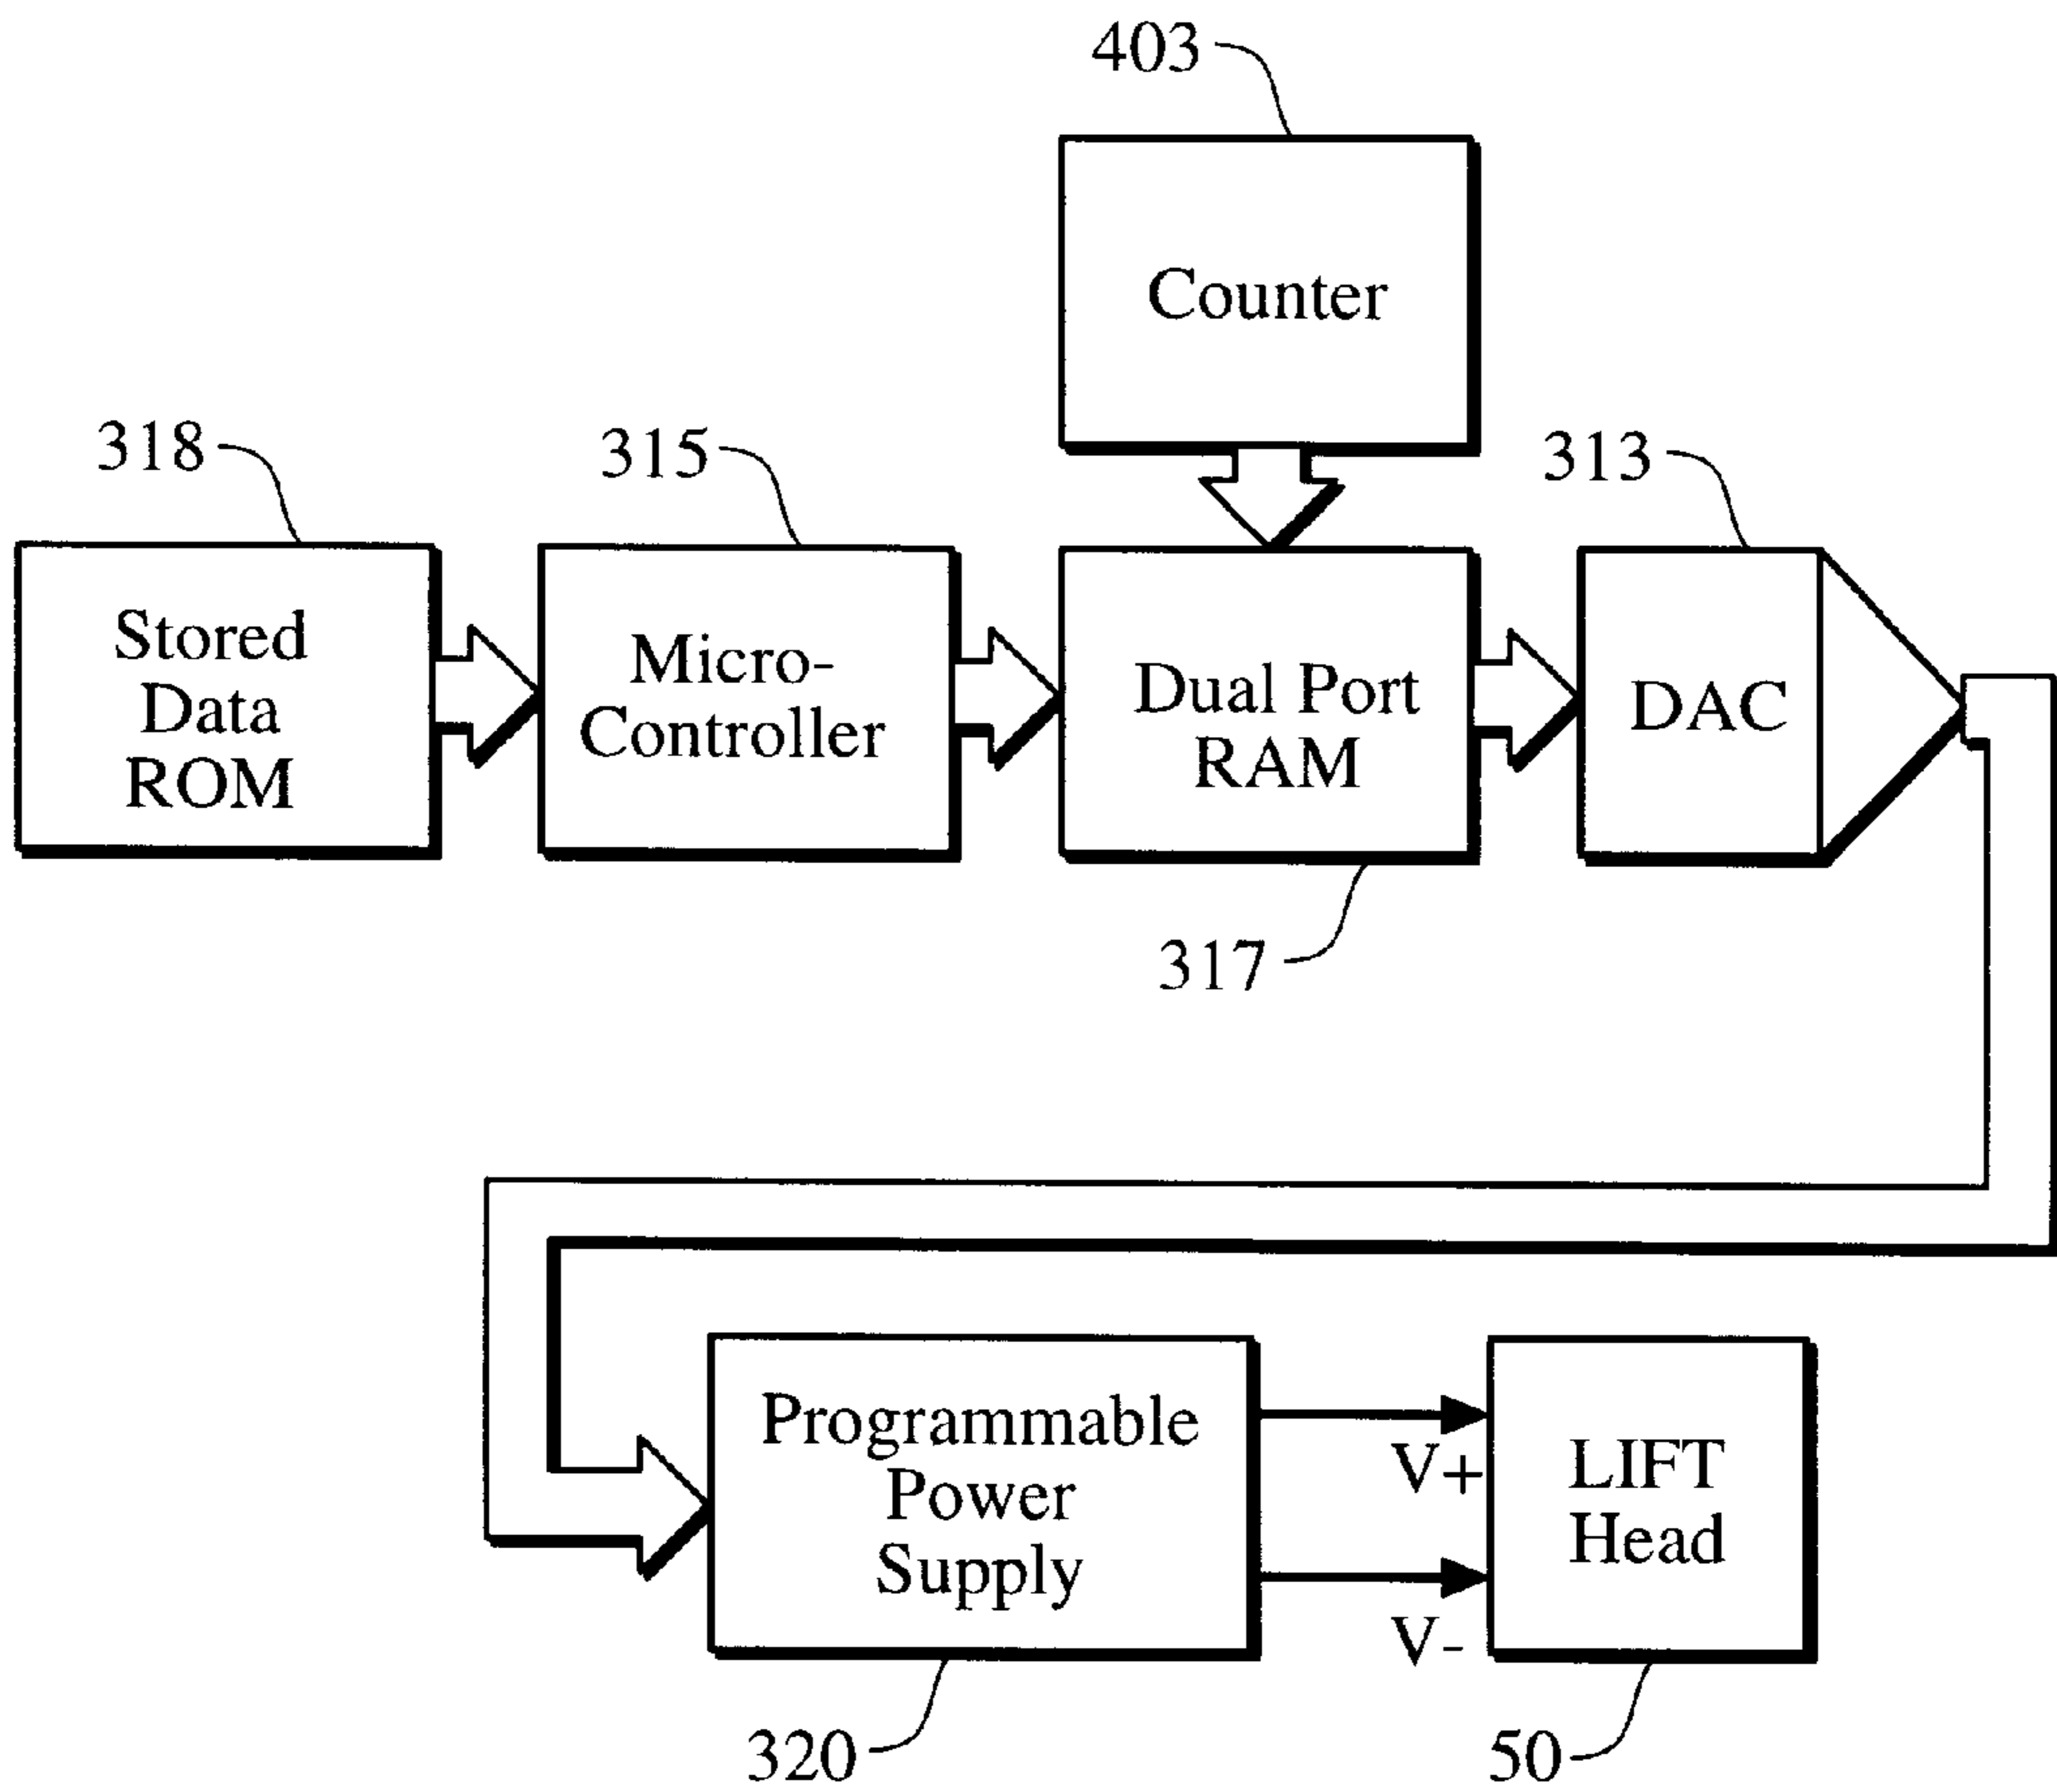 403
Counter
318
315
313
Stored
Data
ROM
Micro-
Controller
Dual Port
RAM
DAC
317
Programmable
Power
Supply
V+
V-
LIFT
Head
320
50